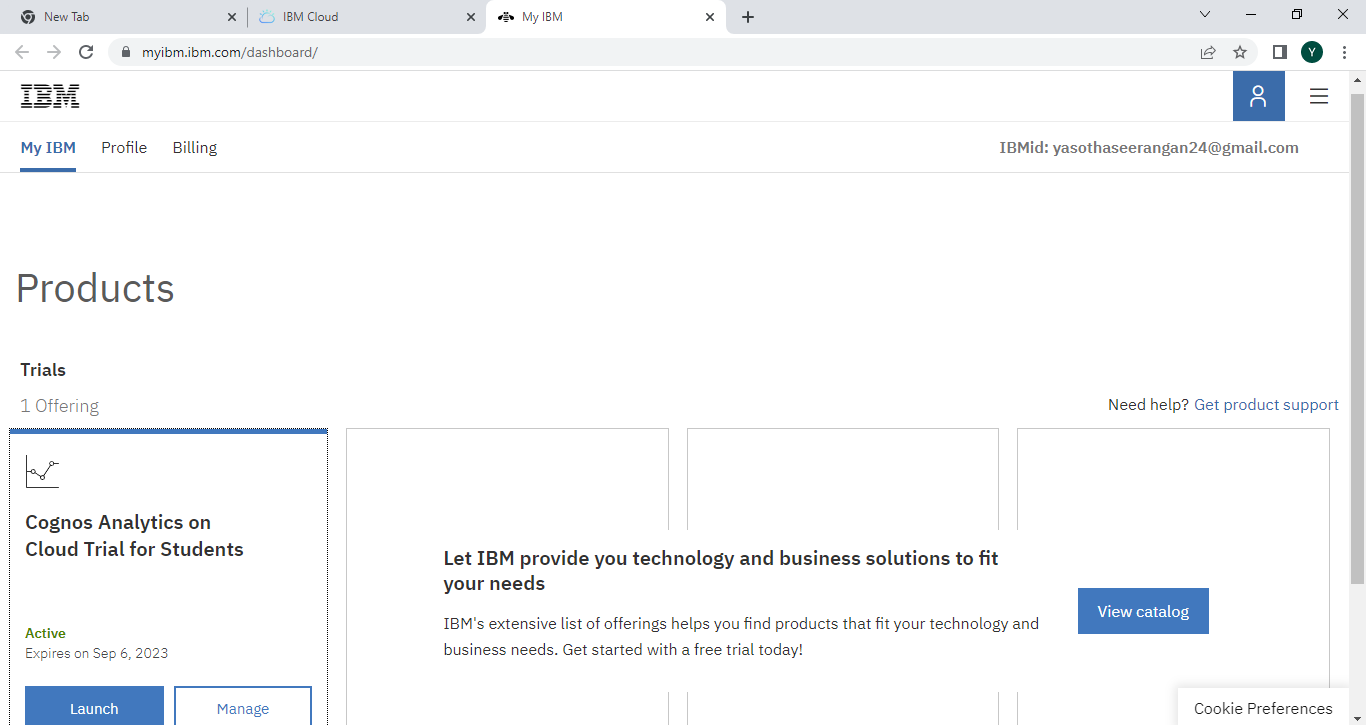 New Tab
IBM Cloud
My IBM
myibm.ibm.com/dashboard/
Y
IBM
My IBM Profile Billing
IBMid: yasothaseerangan24@gmail.com
Products
Trials
1 Offering
Need help? Get product support
Cognos Analytics on
Cloud Trial for Students
Active
Expires on Sep 6, 2023
Launch
Manage
Let IBM provide you technology and business solutions to fit
your needs
IBM's extensive list of offerings helps you find products that fit your technology and
business needs. Get started with a free trial today!
View catalog
Cookie Preferences